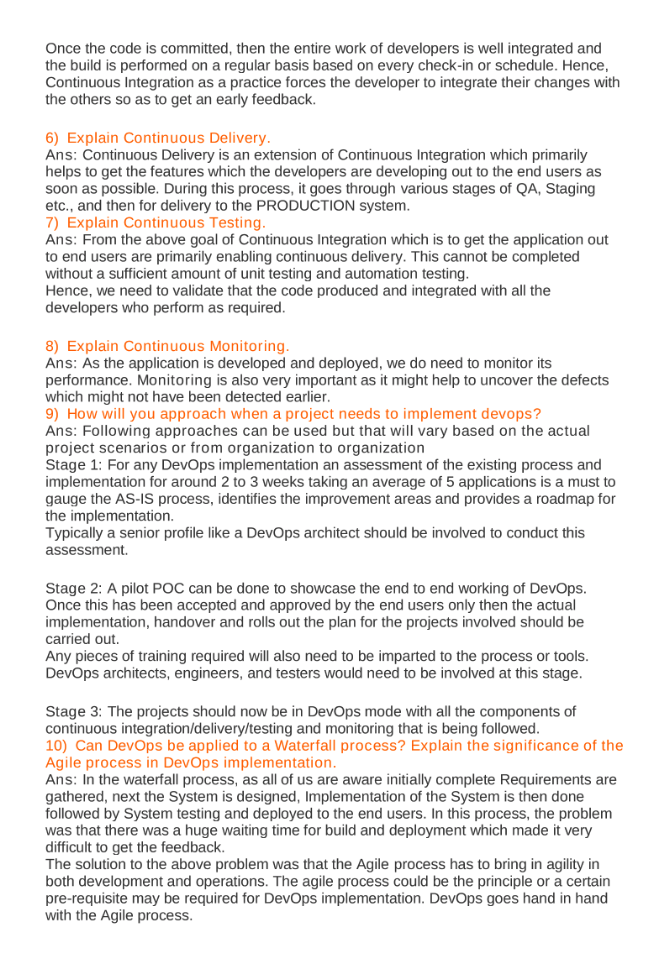 Once the code is committed, then the entire work of developers is well integrated and
the build is performed on a regular basis based on every check-in or schedule. Hence,
Continuous Integration as a practice forces the developer to integrate their changes with
the others so as to get an early feedback.
6) Explain Continuous Delivery.
Ans: Continuous Delivery is an extension of Continuous Integration which primarily
helps to get the features which the developers are developing out to the end users as
soon as possible. During this process, it goes through various stages of QA, Staging
etc., and then for delivery to the PRODUCTION system.
7) Explain Continuous Testing.
Ans: From the above goal of Continuous Integration which is to get the application out
to end users are primarily enabling continuous delivery. This cannot be completed
without a sufficient amount of unit testing and automation testing.
Hence, we need to validate that the code produced and integrated with all the
developers who perform as required.
8) Explain Continuous Monitoring.
Ans: As the application is developed and deployed, we do need to monitor its
performance. Monitoring is also very important as it might help to uncover the defects
which might not have been detected earlier.
9) How will you approach when a project needs to implement devops?
Ans: Following approaches can be used but that will vary based on the actual
project scenarios or from organization to organization
Stage 1: For any DevOps implementation an assessment of the existing process and
implementation for around 2 to 3 weeks taking an average of 5 applications is a must to
gauge the AS-IS process, identifies the improvement areas and provides a roadmap for
the implementation.
Typically a senior profile like a DevOps architect should be involved to conduct this
assessment.
Stage 2: A pilot POC can be done to showcase the end to end working of DevOps.
Once this has been accepted and approved by the end users only then the actual
implementation, handover and rolls out the plan for the projects involved should be
carried out.
Any pieces of training required will also need to be imparted to the process or tools.
DevOps architects, engineers, and testers would need to be involved at this stage.
Stage 3: The projects should now be in DevOps mode with all the components of
continuous integration/delivery/testing and monitoring that is being followed.
10) Can DevOps be applied to a Waterfall process? Explain the significance of the
Agile process in DevOps implementation.
Ans: In the waterfall process, as all of us are aware initially complete Requirements are
gathered, next the System is designed, Implementation of the System is then done
followed by System testing and deployed to the end users. In this process, the problem
was that there was a huge waiting time for build and deployment which made it very
difficult to get the feedback.
The solution to the above problem was that the Agile process has to bring in agility in
both development and operations. The agile process could be the principle or a certain
pre-requisite may be required for DevOps implementation. DevOps goes hand in hand
with the Agile process.